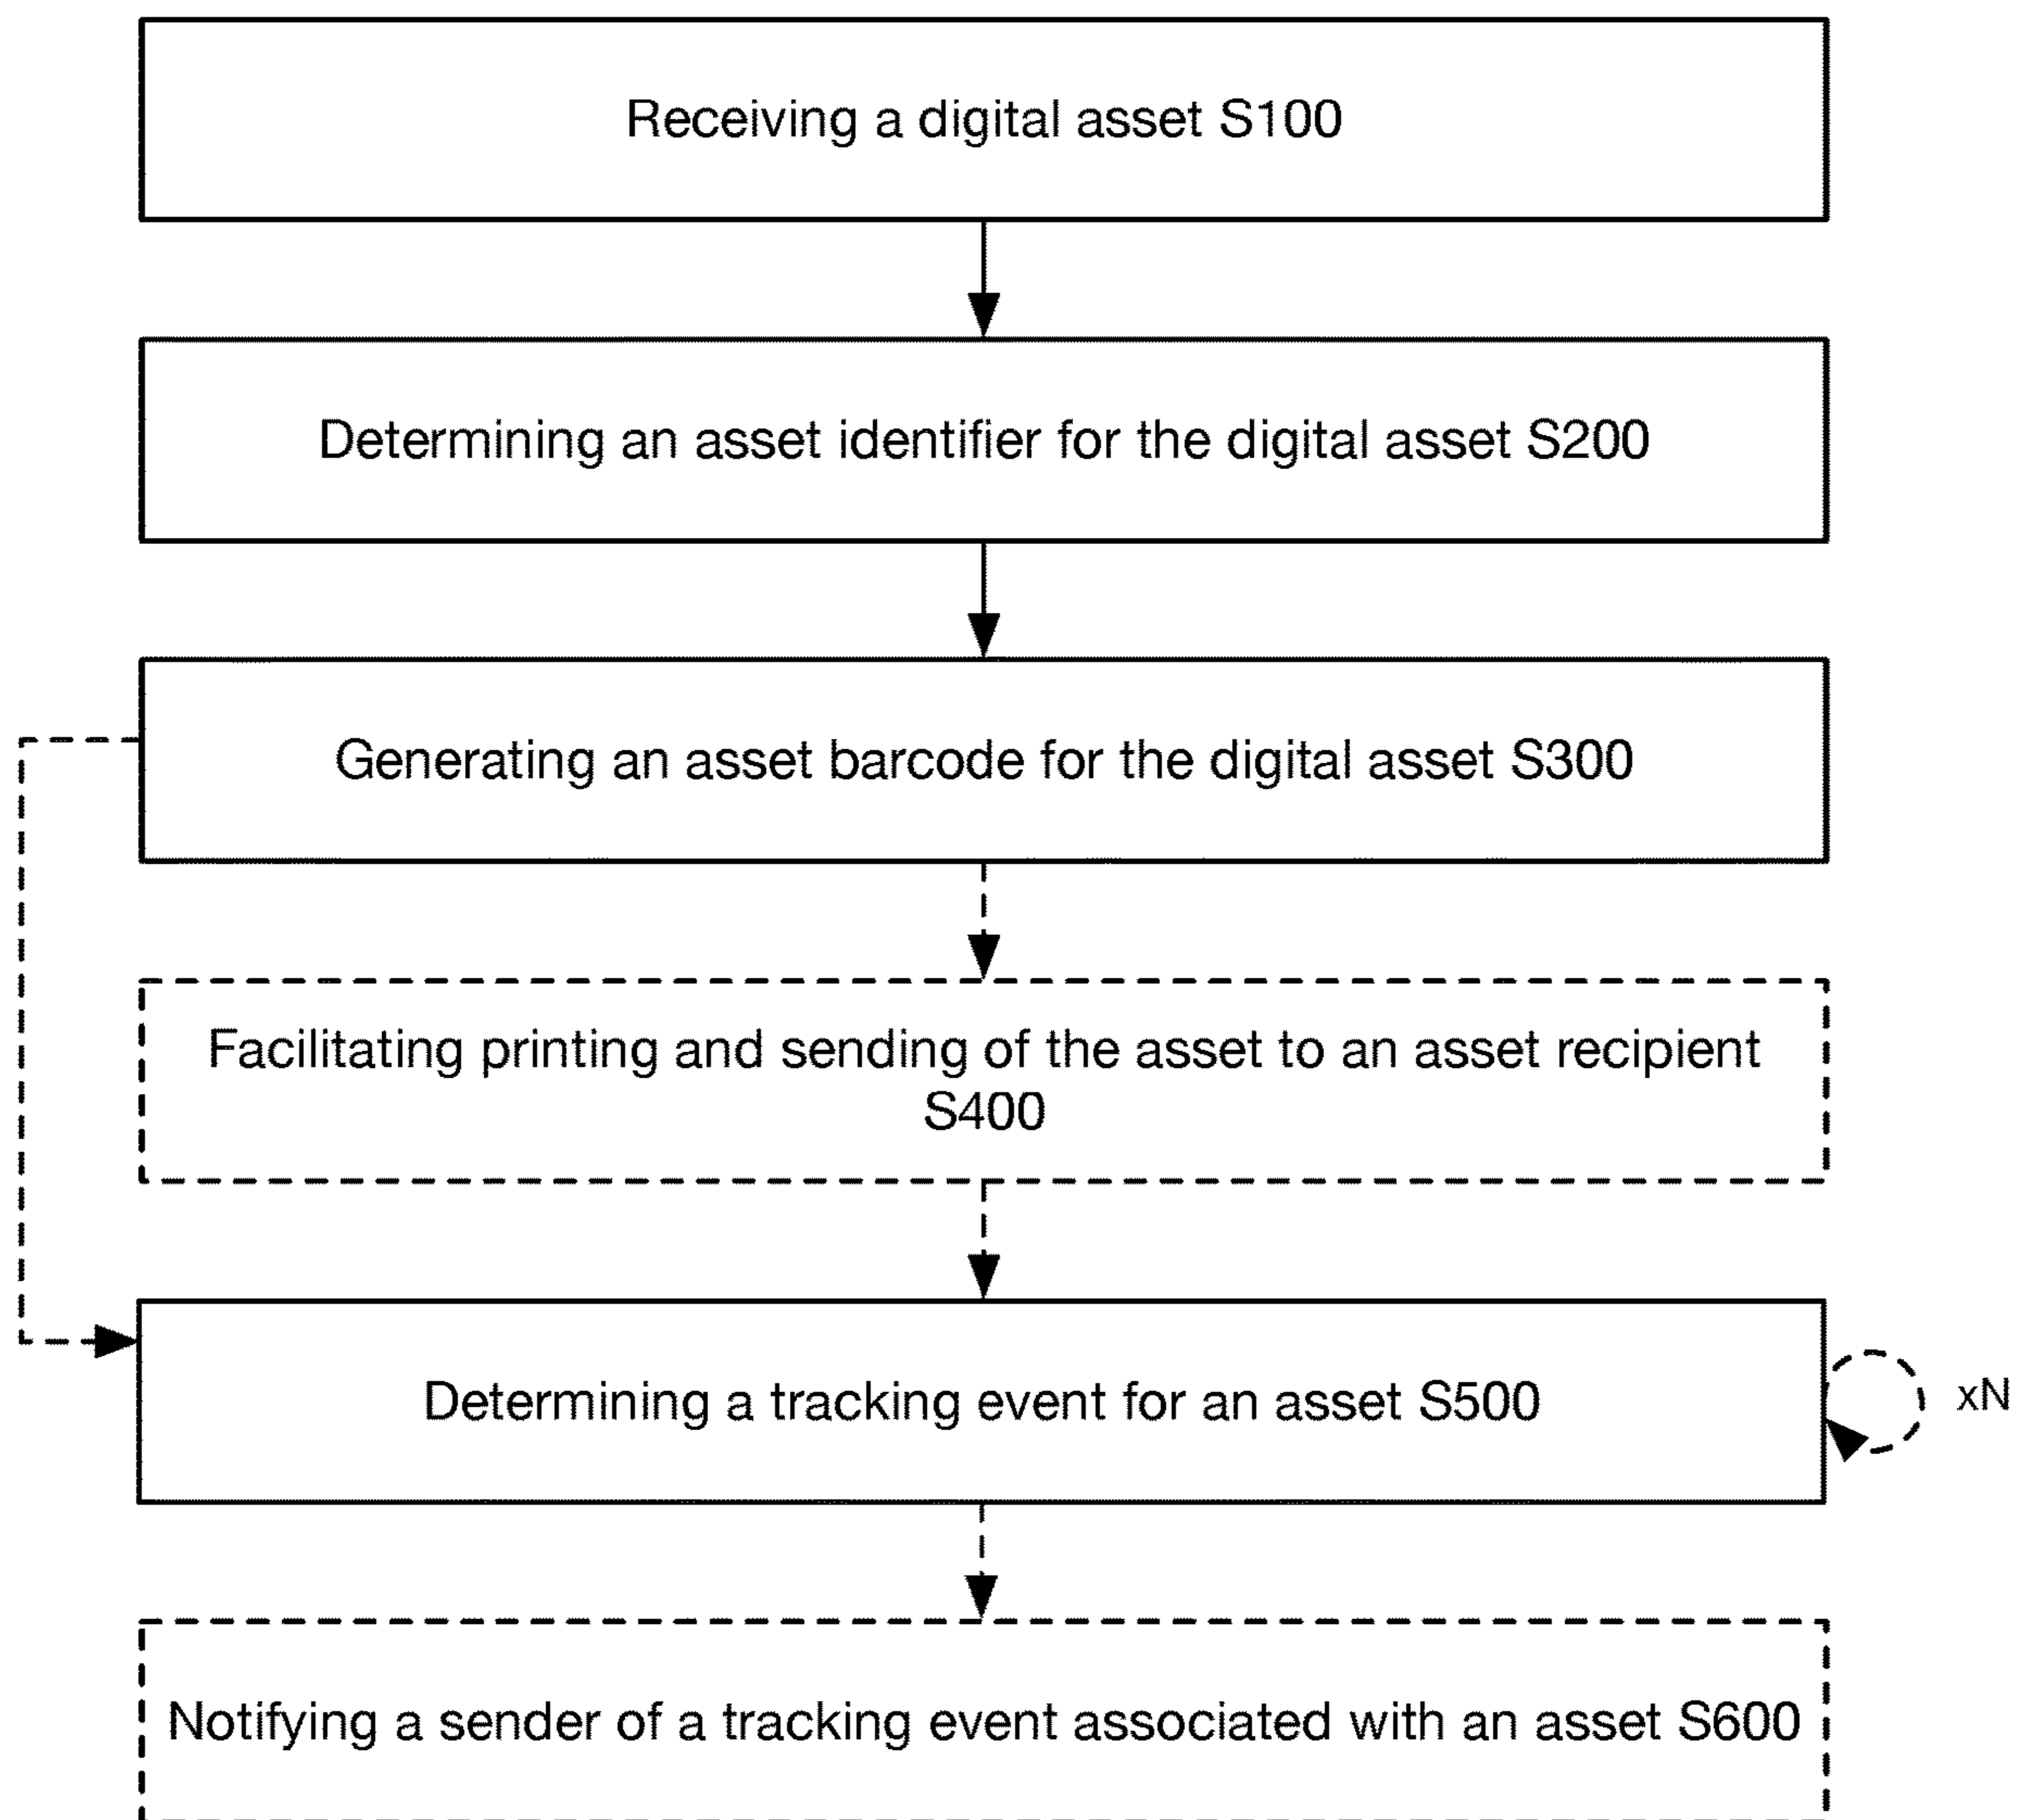 Receiving a digital asset S100
Determining an asset identifier for the digital asset S200
Generating an asset barcode for the digital asset S300
Facilitating printing and sending of the asset to an asset recipient
S400
Determining a tracking event for an asset S500
xN
Notifying a sender of a tracking event associated with an asset S600